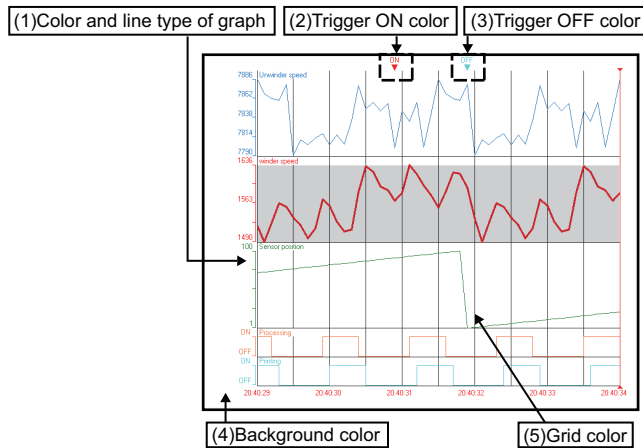 (1)Color and line type of graph
(2)Trigger ON color
(3)Trigger OFF color
ON
OFF
7886
Unwinder speed
7862
7838
7814
7790
1636
winder speed
1563
1490
100
Sensor position
1
ON
Processing
OFF
ON
Printing
OFF
20:40:29 20:40:30 20:40:31 20:40:32 20:40:33 20:40:34
(4)Background color
(5)Grid color